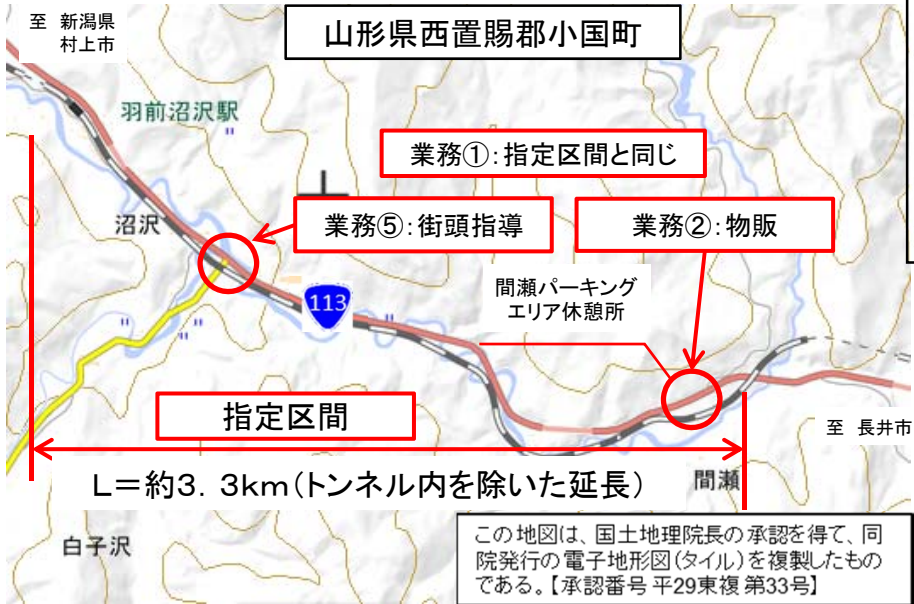 至 新潟県
村上市
山形県西置賜郡小国町
羽前沼沢駅
業務①:指定区間と同じ
沼沢
業務⑤:街頭指導
業務②:物販
間瀬パーキング
エリア休憩所
113
指定区間
至 長井市
L=約3.3km(トンネル内を除いた延長)
間瀬
白子沢
この地図は、国土地理院長の承認を得て、同
院発行の電子地形図(タイル)を複製したもの
である。【承認番号 平29東複 第33号】